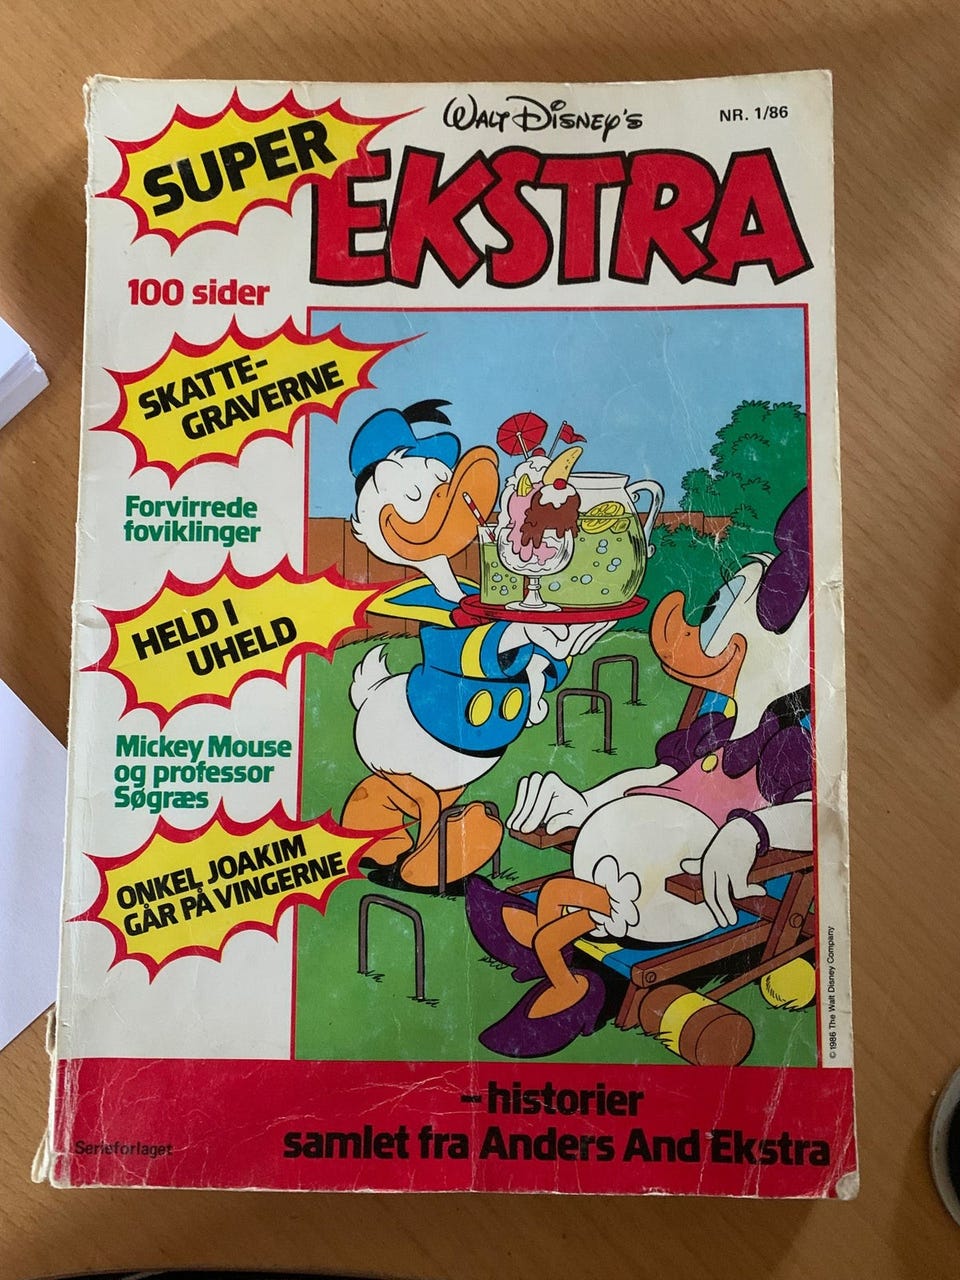 WALT DISNEY'S
NR. 1/86
SUPER
EKSTRA
100 sider
SKATTE-
GRAVERNE
Forvirrede
foviklinger
HELD I
UHELD
Mickey Mouse
og professor
Søgræs
ONKEL JOAKIM
GÅR PÅ VINGERNE
© 1986 The Walt Disney Company
– historier
samlet fra Anders And Ekstra
Serieforlaget